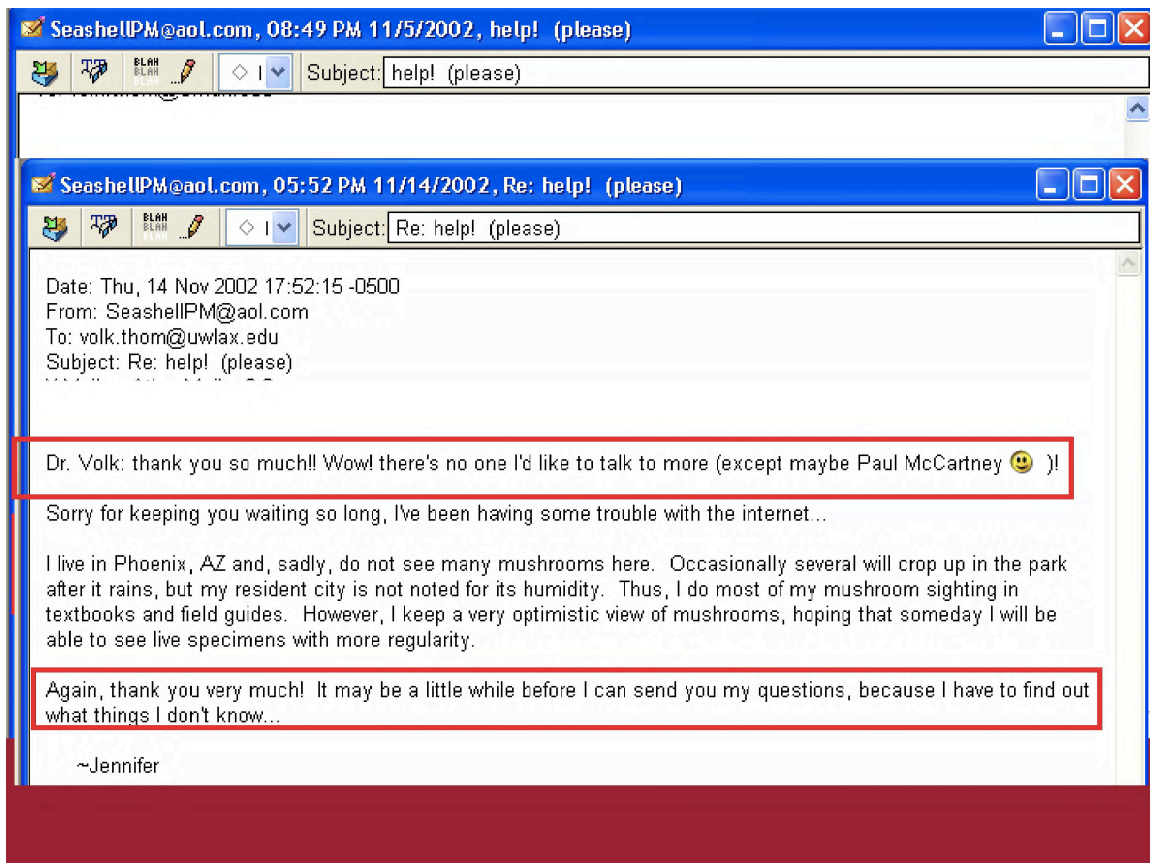 SeashellPM@aol.com, 08:49 PM 11/5/2002, help!  (please)
BLAH
BLAH
Subject: help!  (please)
SeashellPM@aol.com, 05:52 PM 11/14/2002, Re: help!  (please)
BLAH
BLAH
Subject: Re: help!  (please)
Date: Thu, 14 Nov 2002 17:52:15 -0500
From: SeashellPM@aol.com
To: volk.thom@uwlax.edu
Subject: Re: help!  (please)
Dr. Volk: thank you so much!! Wow! there's no one I'd like to talk to more (except maybe Paul McCartney 🙂 )!
Sorry for keeping you waiting so long, I've been having some trouble with the internet...
I live in Phoenix, AZ and, sadly, do not see many mushrooms here.  Occasionally several will crop up in the park
after it rains, but my resident city is not noted for its humidity.  Thus, I do most of my mushroom sighting in
textbooks and field guides.  However, I keep a very optimistic view of mushrooms, hoping that someday I will be
able to see live specimens with more regularity.
Again, thank you very much!  It may be a little while before I can send you my questions, because I have to find out
what things I don't know...
~Jennifer